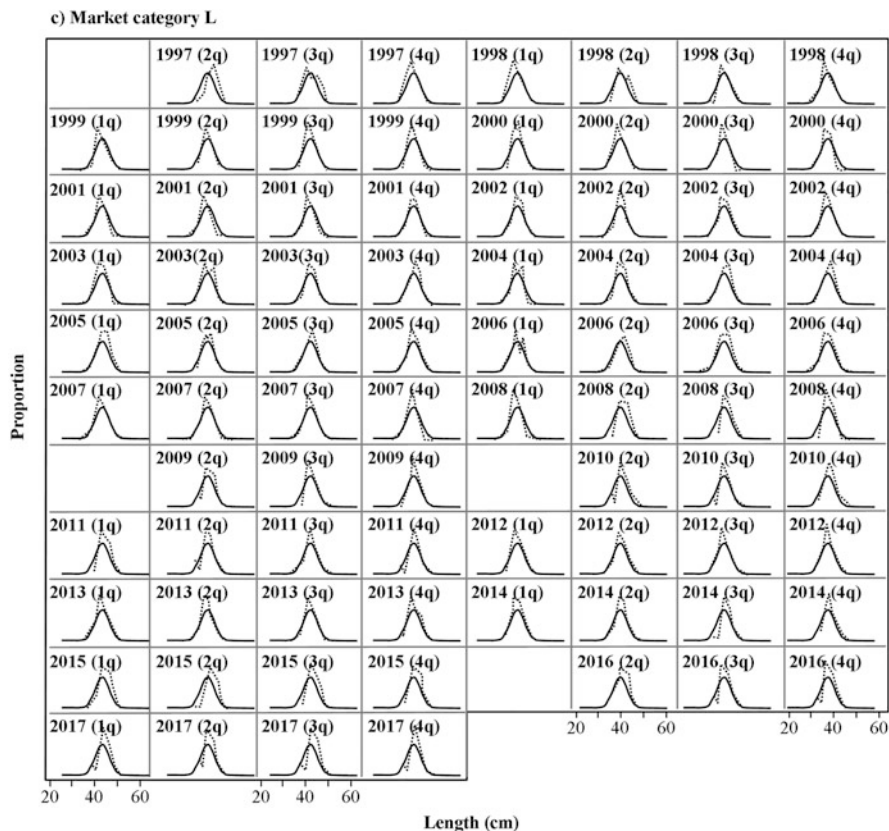 c) Market category L
1997 (2q) 1997 (3q) 1997 (4q) 1998 (1q) 1998 (2q) 1998 (3q) 1998 (4q)
1999 (1q) 1999 (2q) 1999 (3q) 1999 (4q) 2000 (1q) 2000 (2q) 2000 (3q) 2000 (4q)
2001 (1q) 2001 (2q) 2001 (3q) 2001 (4q) 2002 (1q) 2002 (2q) 2002 (3q) 2002 (4q)
2003 (1q) 2003(2q) 2003(3q) 2003 (4q) 2004 (1q) 2004 (2q) 2004 (3q) 2004 (4q)
2005 (1q) 2005 (2q) 2005 (3q) 2005 (4q) 2006 (1q) 2006 (2q) 2006 (3q) 2006 (4q)
2007 (1q) 2007 (2q) 2007 (3q) 2007 (4q) 2008 (1q) 2008 (2q) 2008 (3q) 2008 (4q)
2009 (2q) 2009 (3q) 2009 (4q) 2010 (2q) 2010 (3q) 2010 (4q)
2011 (1q) 2011 (2q) 2011 (3q) 2011 (4q) 2012 (1q) 2012 (2q) 2012 (3q) 2012 (4q)
2013 (1q) 2013 (2q) 2013 (3q) 2013 (4q) 2014 (1q) 2014 (2q) 2014 (3q) 2014 (4q)
2015 (1q) 2015 (2q) 2015 (3q) 2015 (4q) 2016 (2q) 2016 (3q) 2016 (4q)
20 40 60 20 40 60
2017 (1q) 2017 (2q) 2017 (3q) 2017 (4q)
20 40 60 20 40 60
Proportion
Length (cm)